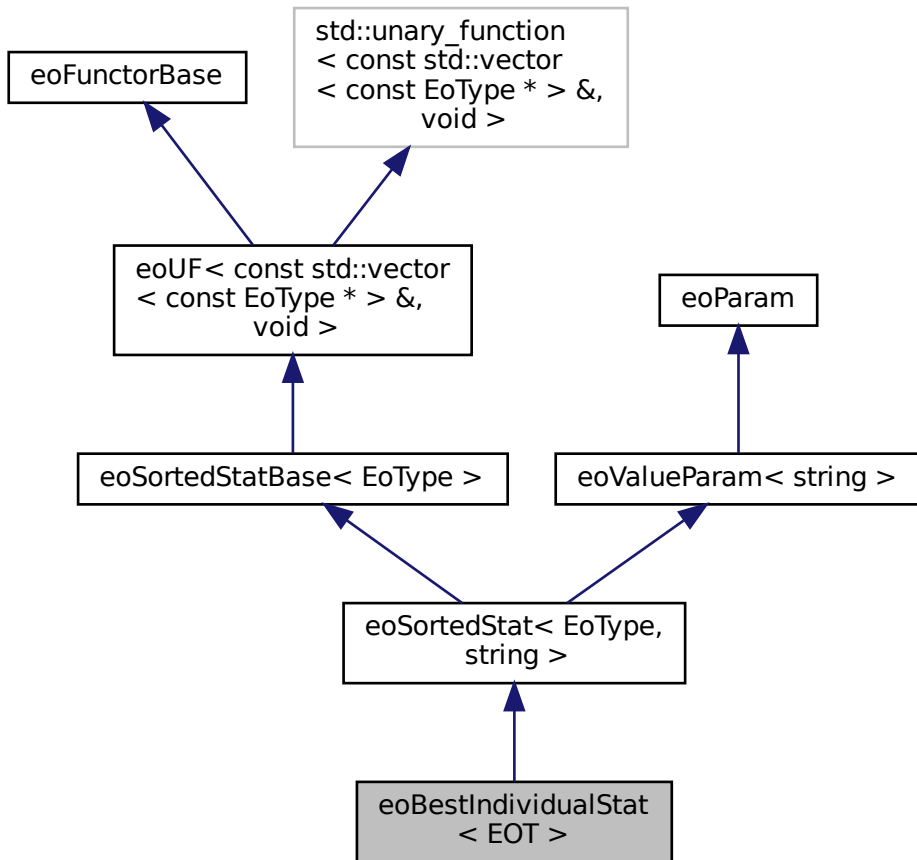 std::unary_function
< const std::vector
< const EoType * > &,
void >
eoFunctorBase
eoUF< const std::vector
< const EoType * > &,
void >
eoParam
eoSortedStatBase< EoType >
eoValueParam< string >
eoSortedStat< EoType,
string >
eoBestIndividualStat
< EOT >